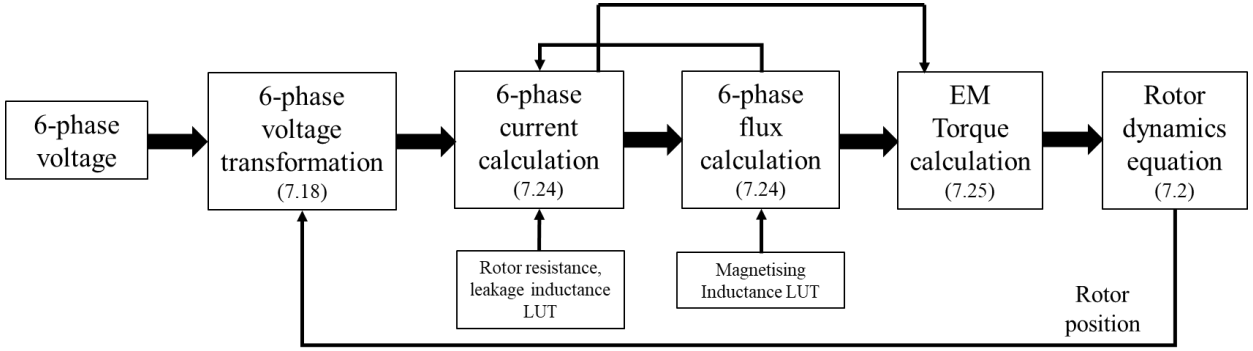 6-phase
voltage
6-phase
voltage
transformation
(7.18)
6-phase
current
calculation
(7.24)
6-phase
flux
calculation
(7.24)
EM
Torque
calculation
(7.25)
Rotor
dynamics
equation
(7.2)
Rotor resistance,
leakage inductance
LUT
Magnetising
Inductance LUT
Rotor
position